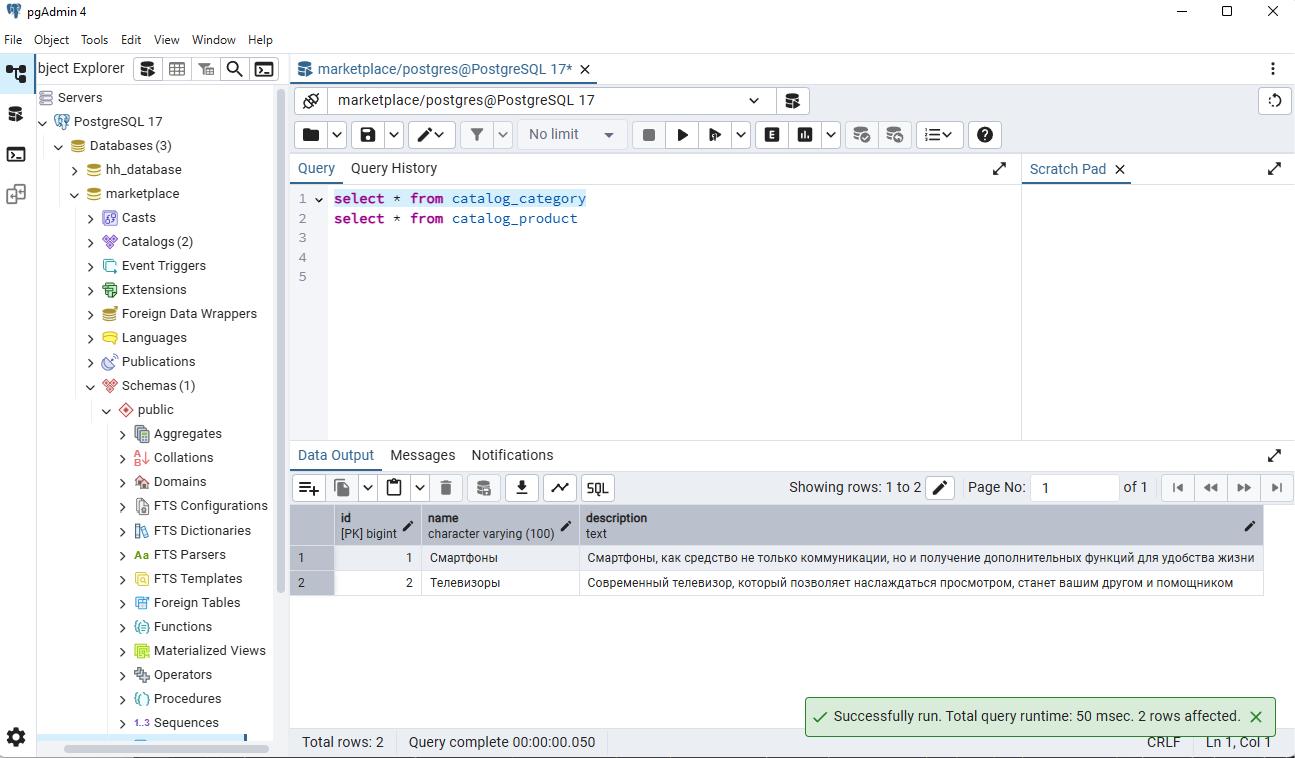 pgAdmin 4
File Object Tools Edit View Window Help
bject Explorer
Servers
PostgreSQL 17
Databases (3)
hh_database
marketplace
Casts
Catalogs (2)
Event Triggers
Extensions
Foreign Data Wrappers
Languages
Publications
Schemas (1)
public
Aggregates
Collations
Domains
FTS Configurations
FTS Dictionaries
FTS Parsers
FTS Templates
Foreign Tables
Functions
Materialized Views
Operators
Procedures
Sequences
marketplace/postgres@PostgreSQL 17*
marketplace/postgres@PostgreSQL 17
No limit
Query Query History
Scratch Pad
1 select * from catalog_category
2 select * from catalog_product
3
4
5
Data Output Messages Notifications
SQL Showing rows: 1 to 2 Page No: 1 of 1
id name description
[PK] bigint character varying (100) text
1 1 Смартфоны Смартфоны, как средство не только коммуникации, но и получение дополнительных функций для удобства жизни
2 2 Телевизоры Современный телевизор, который позволяет наслаждаться просмотром, станет вашим другом и помощником
Successfully run. Total query runtime: 50 msec. 2 rows affected.
Total rows: 2 Query complete 00:00:00.050 CRLF Ln 1, Col 1